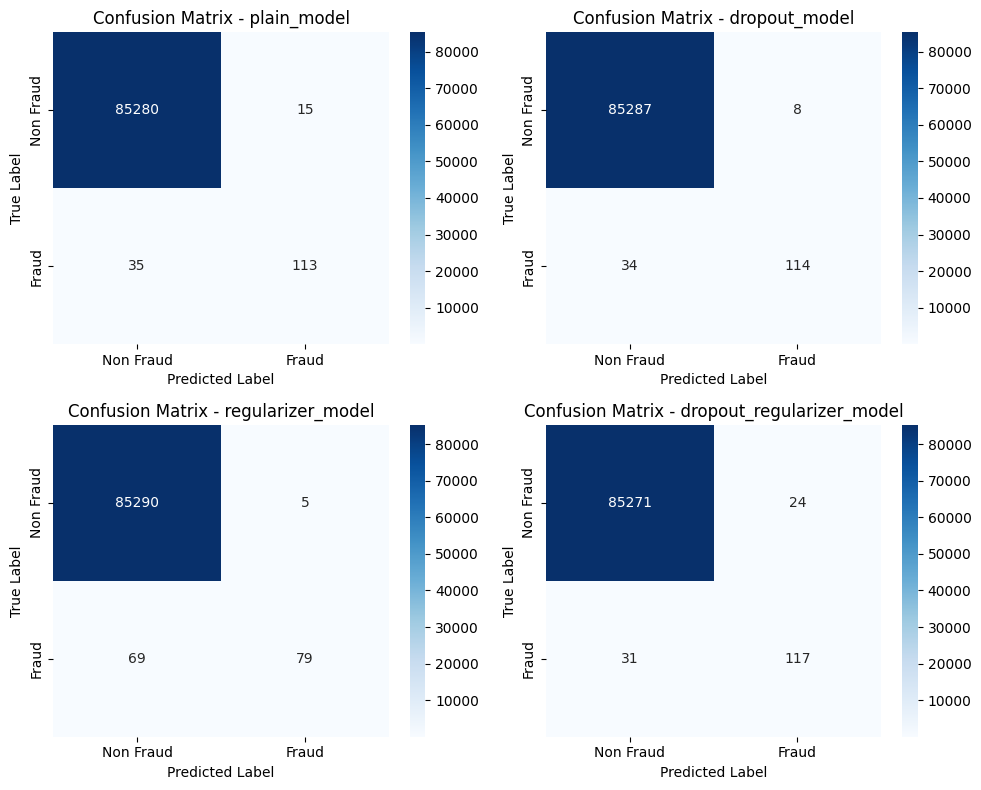 Confusion Matrix - plain_model
Non Fraud
Fraud
True Label
85280
15
35
113
Non Fraud
Fraud
Predicted Label
80000
70000
60000
50000
40000
30000
20000
10000
Confusion Matrix - dropout_model
Non Fraud
Fraud
True Label
85287
8
34
114
Non Fraud
Fraud
Predicted Label
80000
70000
60000
50000
40000
30000
20000
10000
Confusion Matrix - regularizer_model
Non Fraud
Fraud
True Label
85290
5
69
79
Non Fraud
Fraud
Predicted Label
80000
70000
60000
50000
40000
30000
20000
10000
Confusion Matrix - dropout_regularizer_model
Non Fraud
Fraud
True Label
85271
24
31
117
Non Fraud
Fraud
Predicted Label
80000
70000
60000
50000
40000
30000
20000
10000